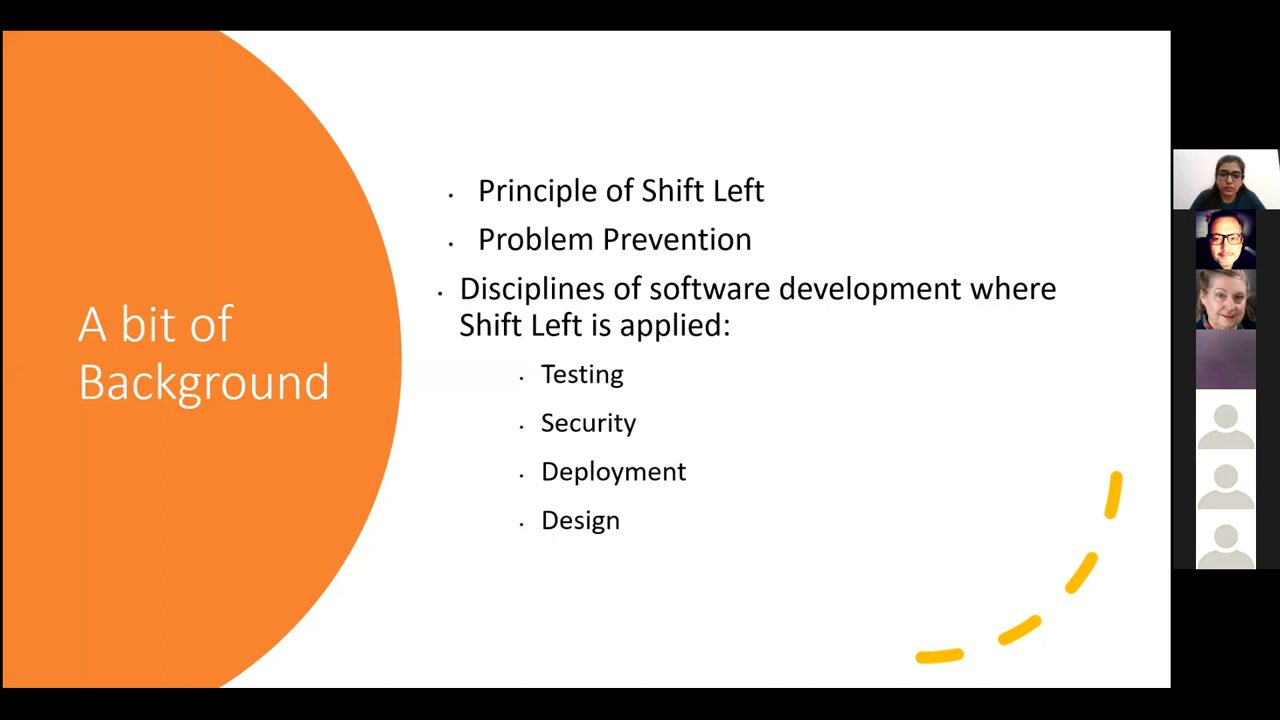 A bit of
Background
Principle of Shift Left
Problem Prevention
Disciplines of software development where
Shift Left is applied:
Testing
Security
Deployment
Design